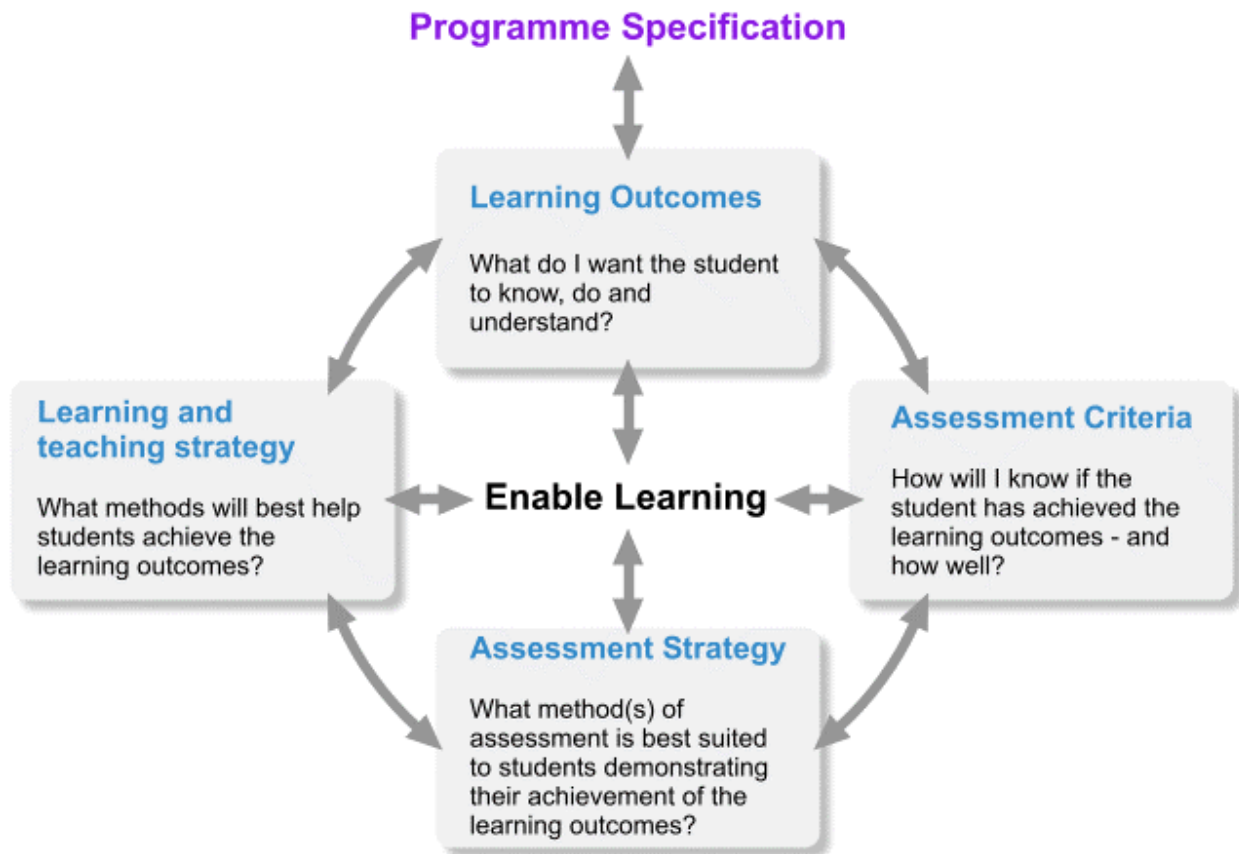 Programme Specification
Learning Outcomes
What do I want the student
to know, do and
understand?
Learning and
teaching strategy
What methods will best help
students achieve the
learning outcomes?
Enable Learning
Assessment Criteria
How will I know if the
student has achieved the
learning outcomes - and
how well?
Assessment Strategy
What method(s) of
assessment is best suited
to students demonstrating
their achievement of the
learning outcomes?